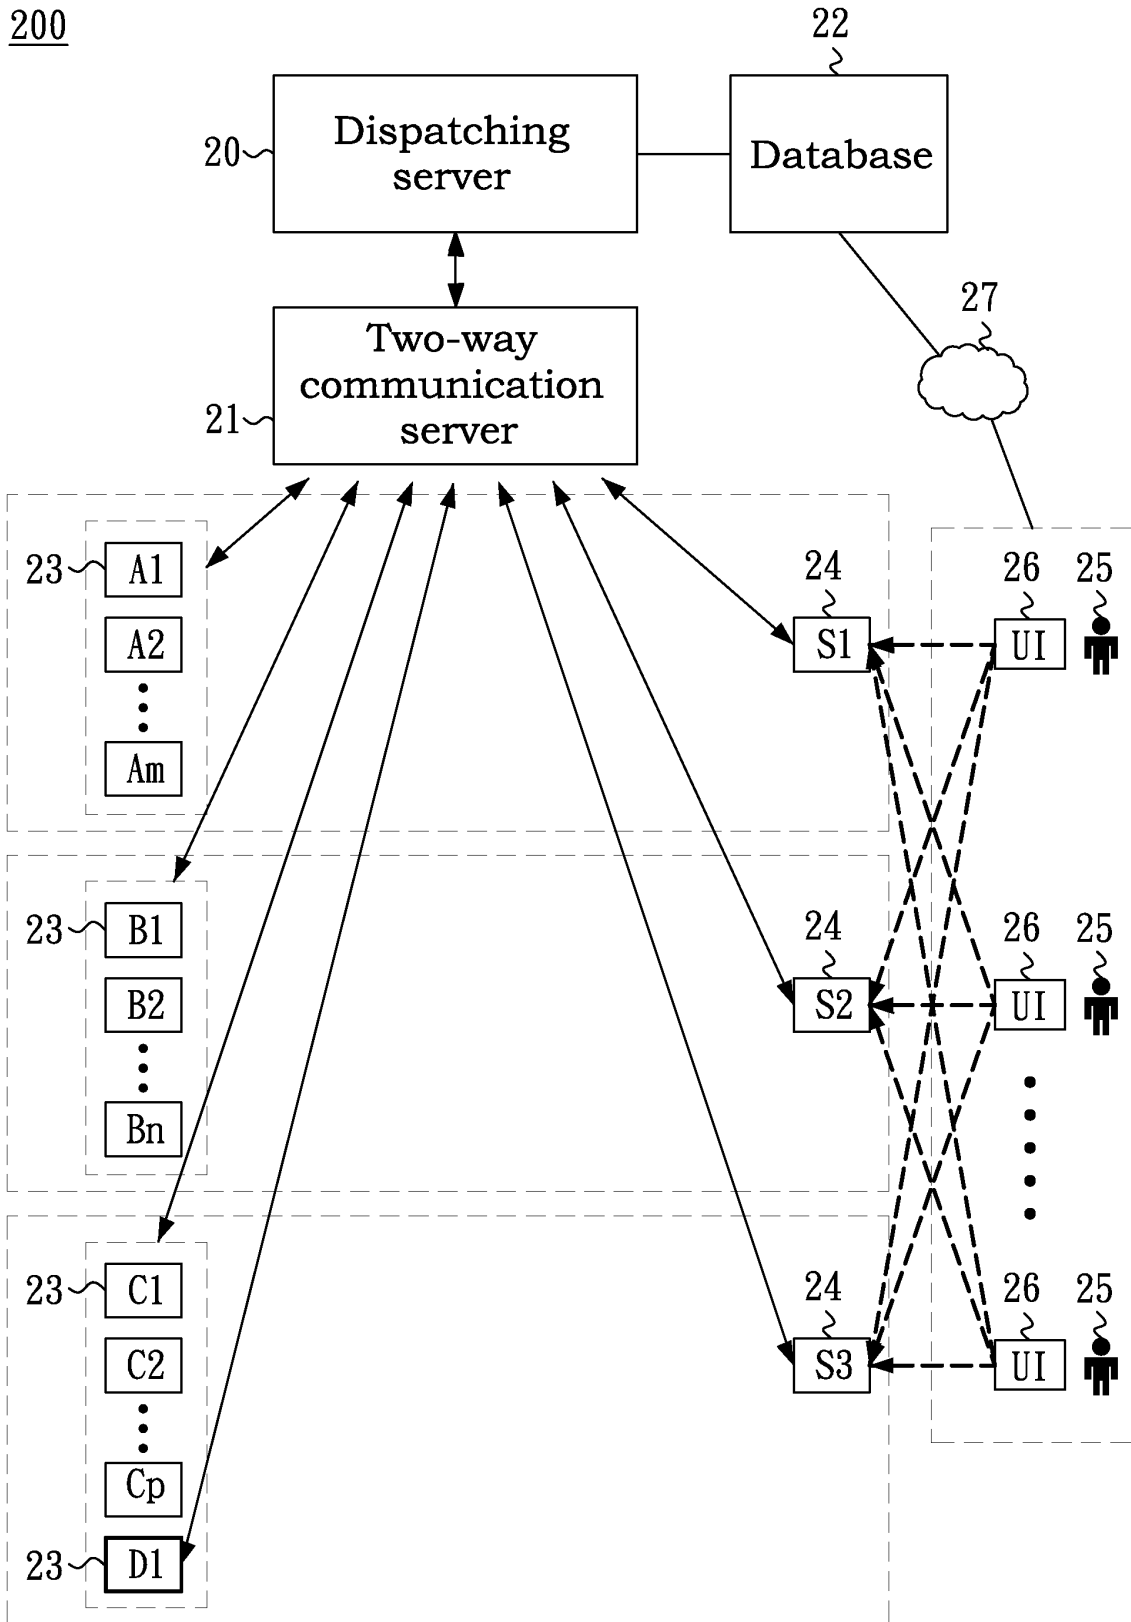 200
22
Dispatching
server
20
Database
27
Two-way
communication
server
21
23
A1
A2
Am
24
S1
26
UI
25
23
B1
B2
Bn
24
S2
26
UI
25
23
C1
C2
Cp
23
D1
24
S3
26
UI
25